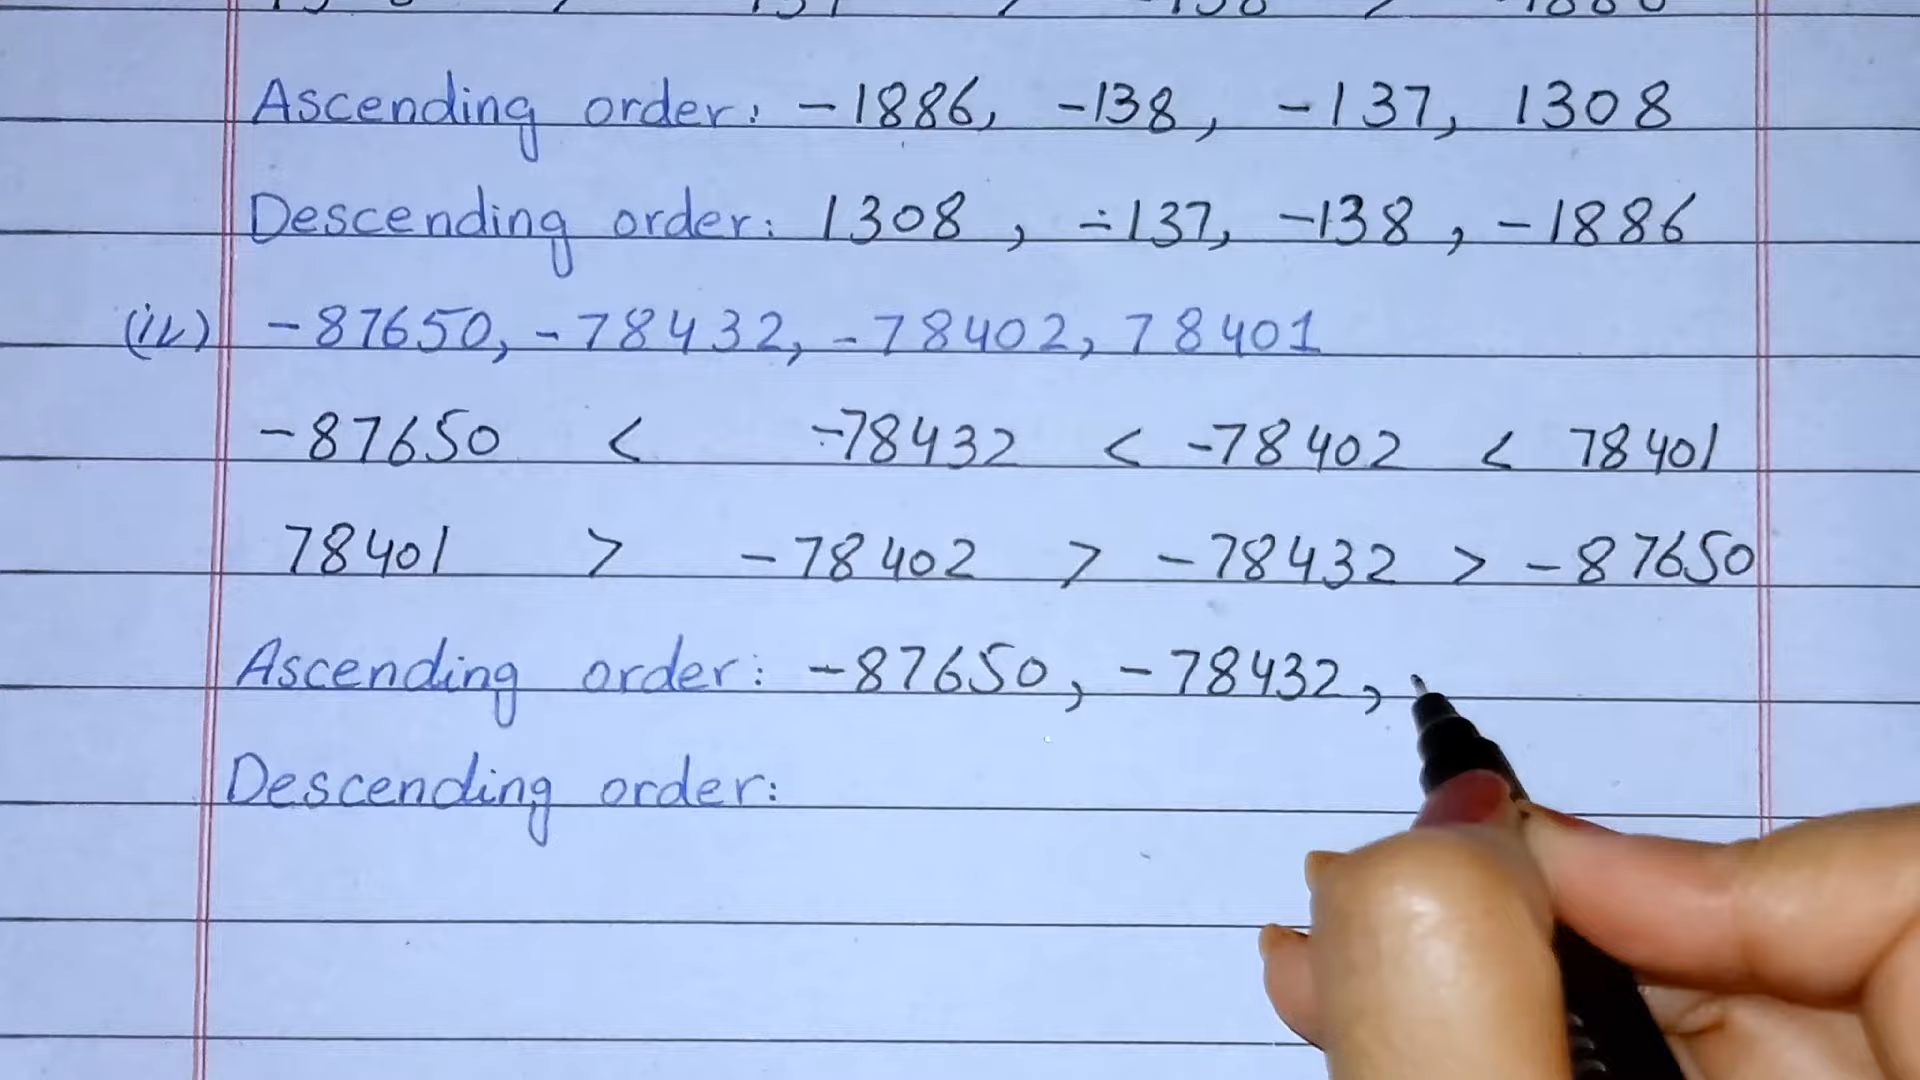 Ascending order: -1886, -138, -137, 1308
Descending order: 1308, -137, -138, -1886
(iv) -87650, -78432, -78402, 78401
-87650 < -78432 < -78402 < 78401
78401 > -78402 > -78432 > -87650
Ascending order: -87650, -78432,
Descending order: